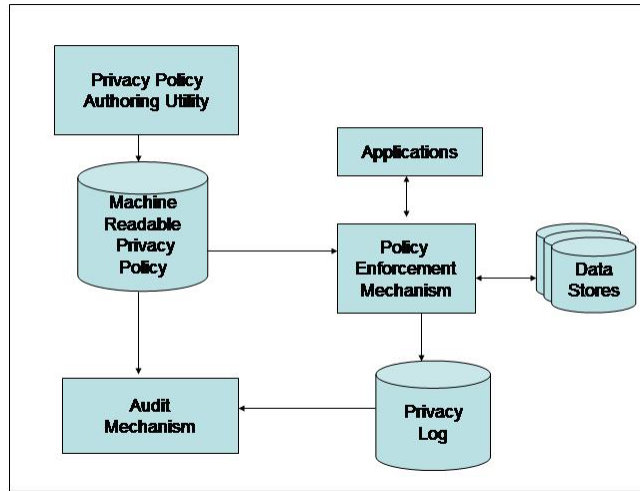 Privacy Policy
Authoring Utility
Applications
Machine
Readable
Privacy
Policy
Policy
Enforcement
Mechanism
Data
Stores
Audit
Mechanism
Privacy
Log